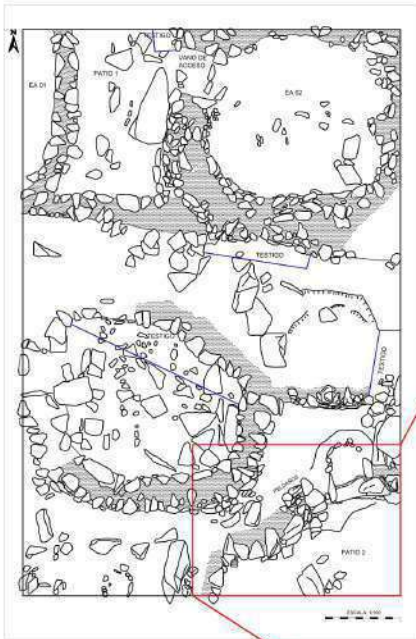 N
TESTIGO
VANO DE
ACCESO
EA 01
PATIO 1
EA 02
TESTIGO
TESTIGO
TESTIGO
PATIO 2